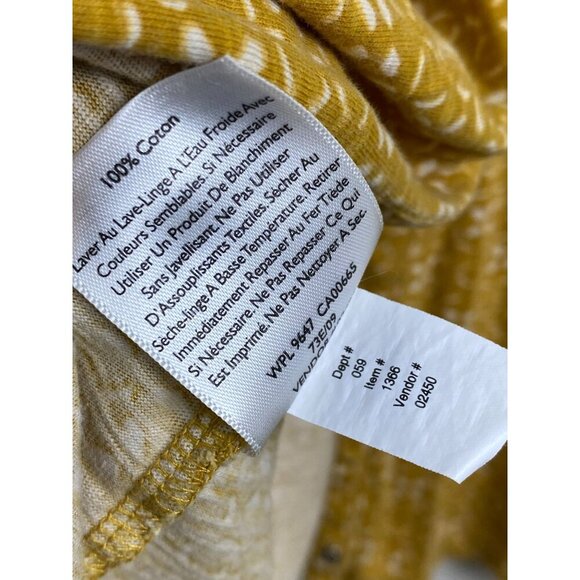 100% Coton
Laver Au Lave-Linge A L'Eau Froide Avec
Couleurs Semblables Si Nécessaire.
Utiliser Un Produit De Blanchiment
Sans Javellisant. Ne Pas Utiliser
D'Assouplissants Textiles. Sécher Au
Sèche-linge A Basse Température. Retirer
Immédiatement Repasser Au Fer Tiède
Si Nécessaire. Ne Pas Repasser Ce Qui
Est Imprimé. Ne Pas Nettoyer A Sec
WPL 9647 CA00665
73E/09
VENDOR
Dept #
059
Item #
1366
Vendor #
02450